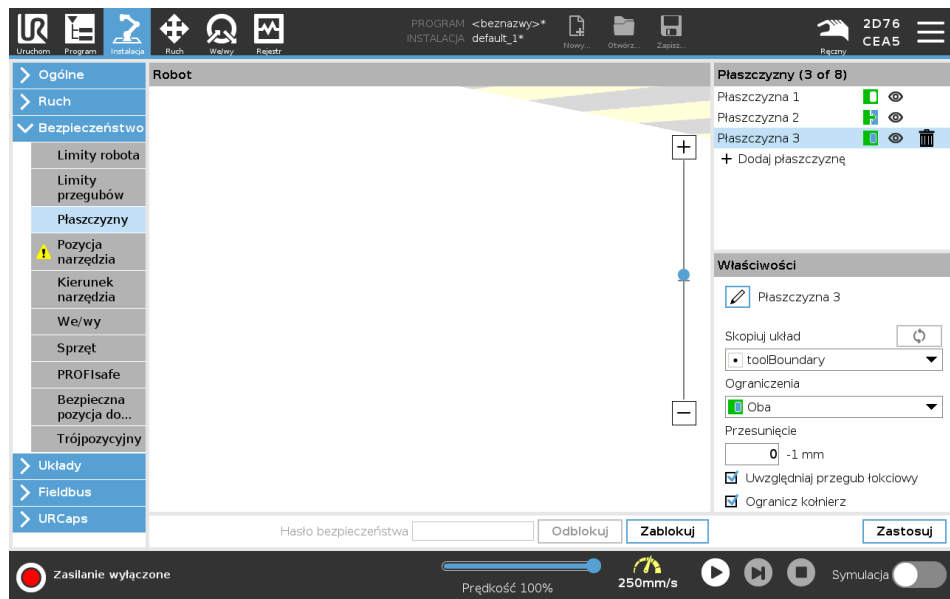 PROGRAM <beznazwy>*
INSTALACJA default_1*
Uruchom
Program
Instalacja
Ruch
We/wy
Rejestr
Nowy...
Otwórz...
Zapisz...
Ręczny
2D76
CEA5
Ogólne
Ruch
Bezpieczeństwo
Limity robota
Limity
przegubów
Płaszczyzny
Pozycja
narzędzia
Kierunek
narzędzia
We/wy
Sprzęt
PROFIsafe
Bezpieczna
pozycja do...
Trójpozycyjny
Układy
Fieldbus
URCaps
Robot
Hasło bezpieczeństwa
Odblokuj
Zablokuj
Płaszczyzny (3 of 8)
Płaszczyzna 1
Płaszczyzna 2
Płaszczyzna 3
+ Dodaj płaszczyznę
Właściwości
Płaszczyzna 3
Skopiuj układ
toolBoundary
Ograniczenia
Oba
Przesunięcie
0 -1 mm
Uwzględniaj przegub łokciowy
Ogranicz kołnierz
Zastosuj
Zasilanie wyłączone
Prędkość 100%
250mm/s
Symulacja